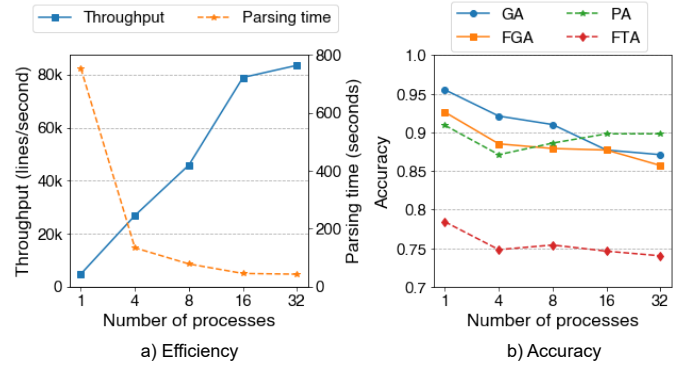 Throughput
Parsing time
80k
60k
40k
20k
0
Throughput (lines/second)
800
600
400
200
0
Parsing time (seconds)
1 4 8 16 32
Number of processes
a) Efficiency
GA
PA
FGA
FTA
1.0
0.95
0.9
0.85
0.8
0.75
0.7
Accuracy
1 4 8 16 32
Number of processes
b) Accuracy